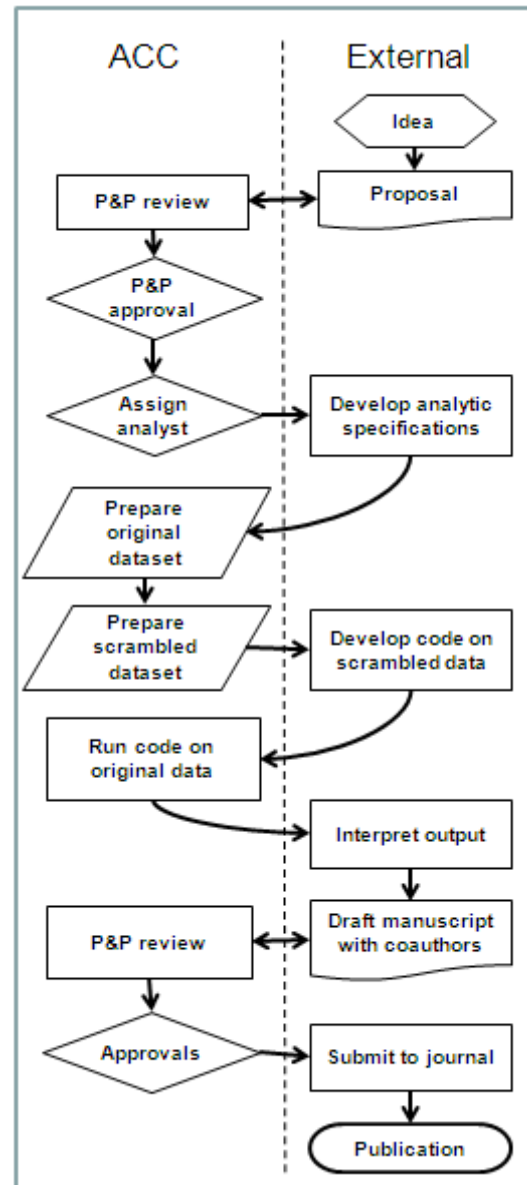 ACC
External
Idea
Proposal
P&P review
P&P
approval
Assign
analyst
Develop analytic
specifications
Prepare
original
dataset
Prepare
scrambled
dataset
Develop code on
scrambled data
Run code on
original data
Interpret output
Draft manuscript
with coauthors
P&P review
Approvals
Submit to journal
Publication